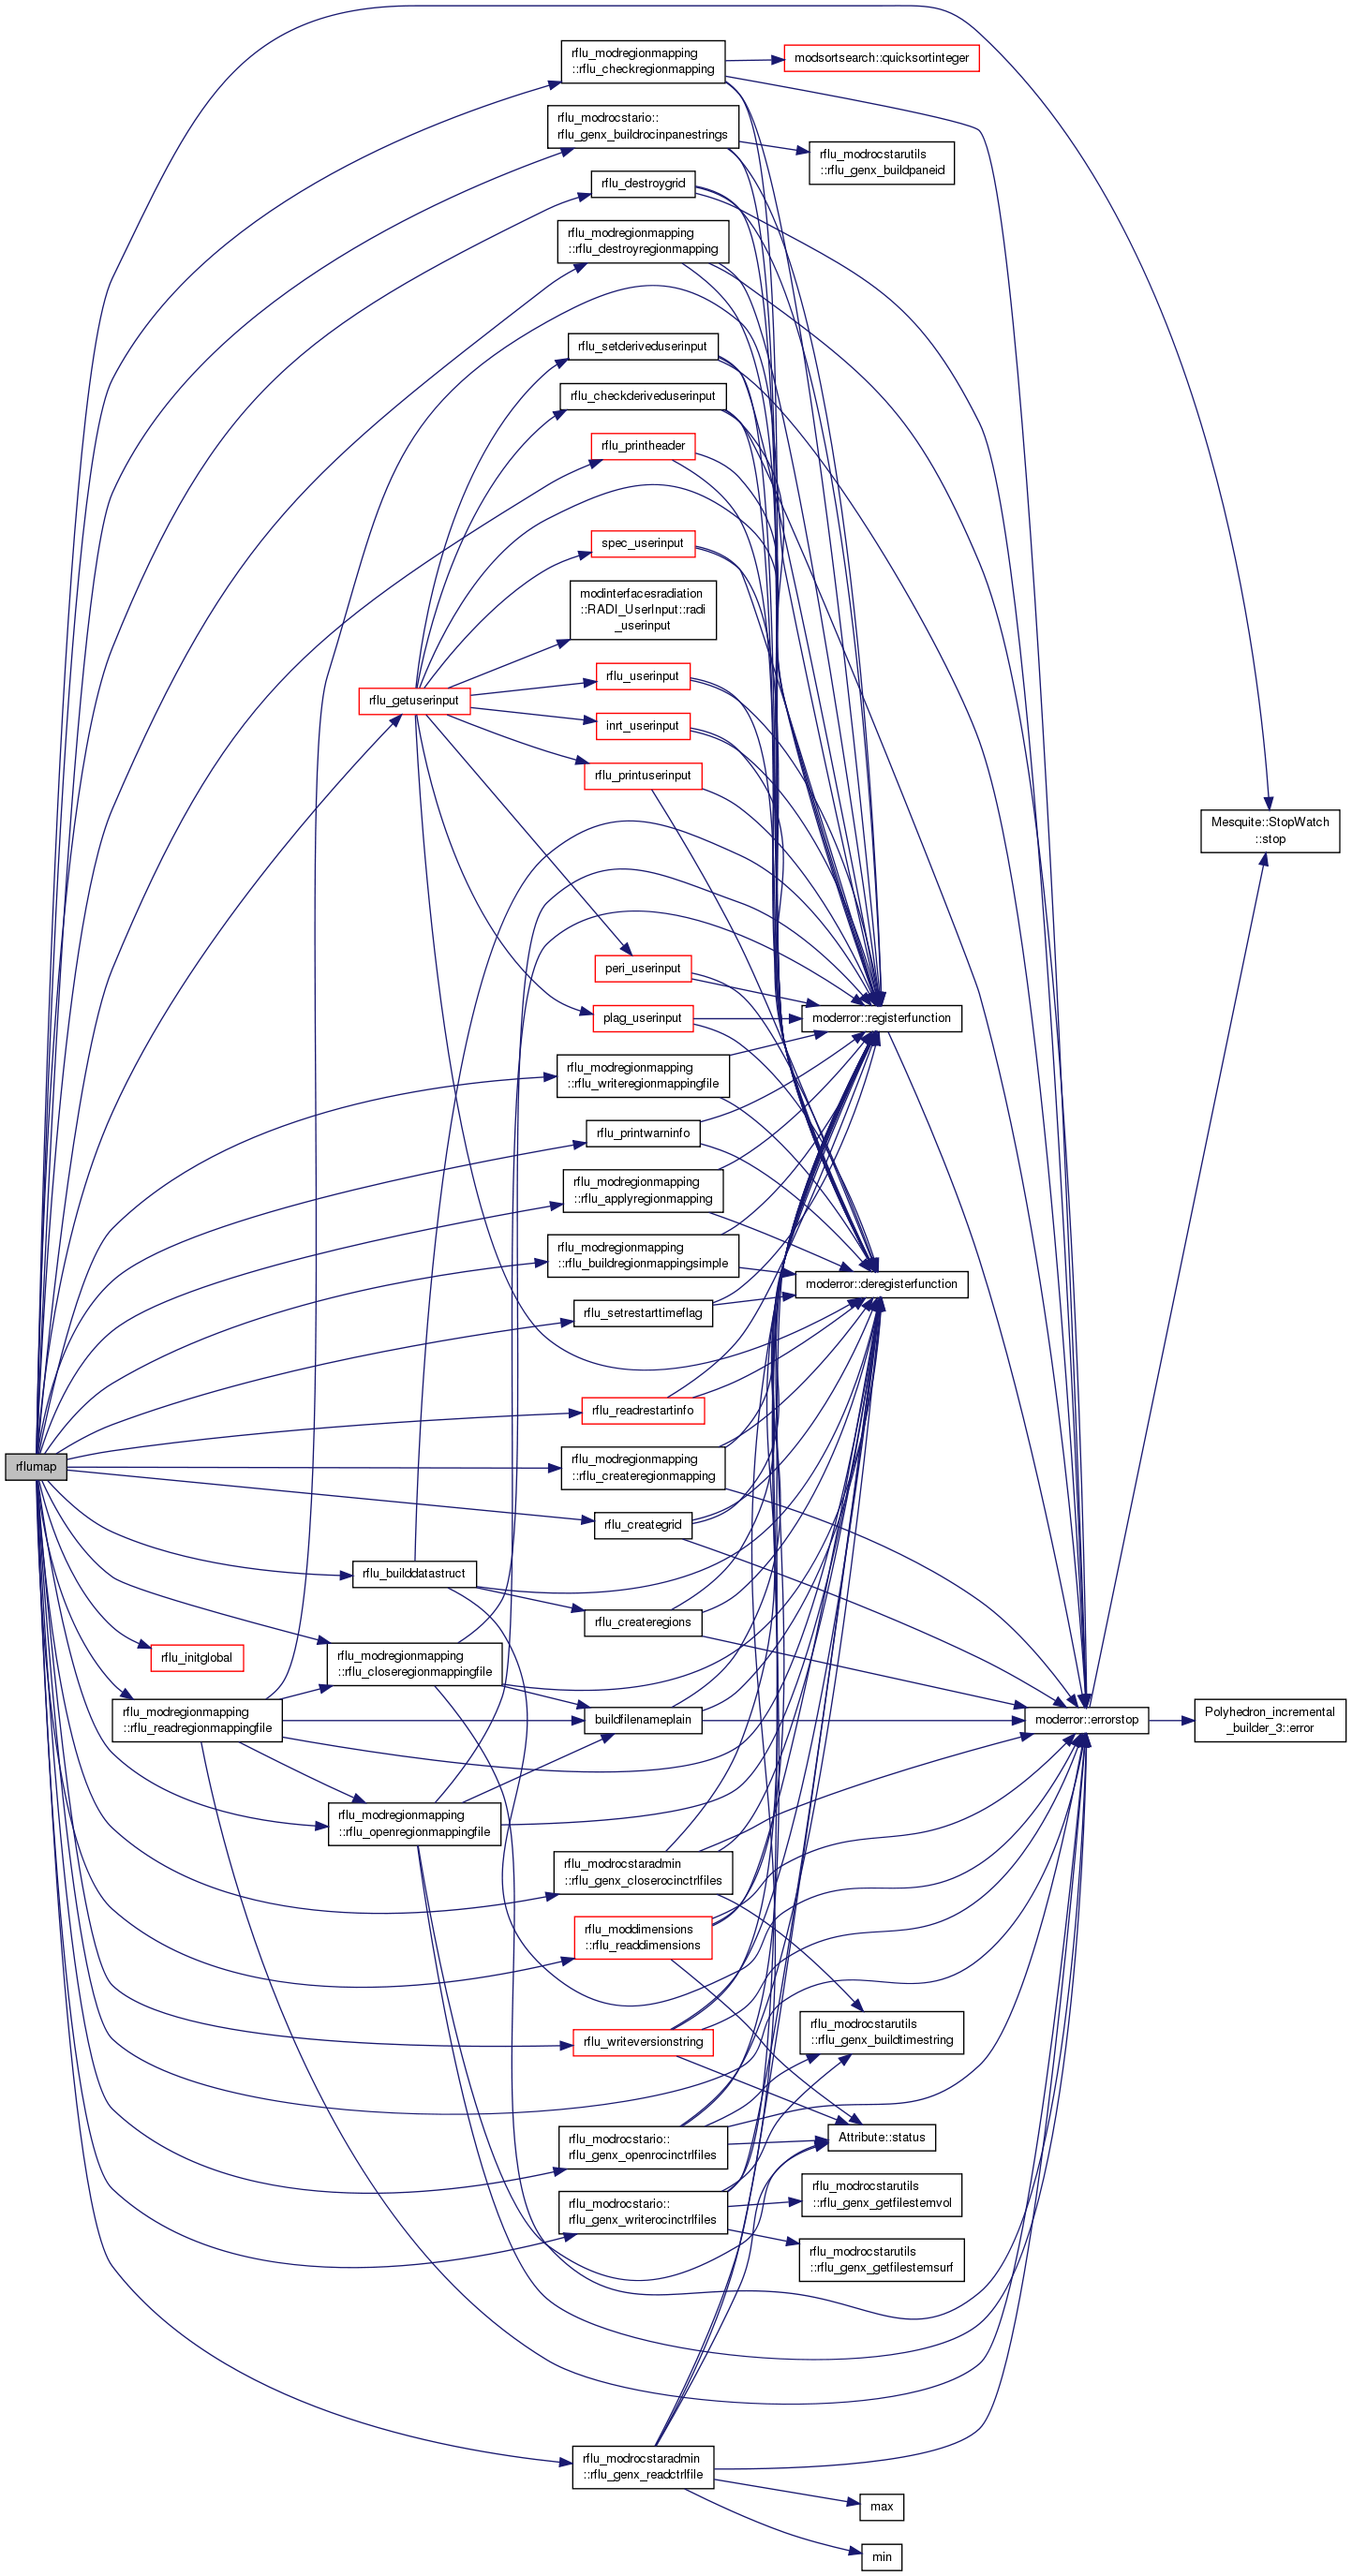 rflu_modregionmapping
::rflu_checkregionmapping
modsortsearch::quicksortinteger
rflu_modrocstario::
rflu_genx_buildrocinpanestrings
rflu_modrocstarutils
::rflu_genx_buildpaneid
rflu_destroygrid
rflu_modregionmapping
::rflu_destroyregionmapping
rflu_setderiveduserinput
rflu_checkderiveduserinput
rflu_printheader
spec_userinput
modinterfacesradiation
::RADI_UserInput::radi
_userinput
rflu_userinput
rflu_getuserinput
inrt_userinput
rflu_printuserinput
Mesquite::StopWatch
::stop
peri_userinput
plag_userinput
moderror::registerfunction
rflu_modregionmapping
::rflu_writeregionmappingfile
rflu_printwarninfo
rflu_modregionmapping
::rflu_applyregionmapping
rflu_modregionmapping
::rflu_buildregionmappingsimple
moderror::deregisterfunction
rflu_setrestarttimeflag
rflu_readrestartinfo
rflumap
rflu_modregionmapping
::rflu_createregionmapping
rflu_creategrid
rflu_builddatastruct
rflu_createregions
rflu_initglobal
rflu_modregionmapping
::rflu_closeregionmappingfile
rflu_modregionmapping
::rflu_readregionmappingfile
buildfilenameplain
moderror::errorstop
Polyhedron_incremental
_builder_3::error
rflu_modregionmapping
::rflu_openregionmappingfile
rflu_modrocstaradmin
::rflu_genx_closerocinctrlfiles
rflu_moddimensions
::rflu_readdimensions
rflu_writeversionstring
rflu_modrocstarutils
::rflu_genx_buildtimestring
rflu_modrocstario::
rflu_genx_openrocinctrlfiles
Attribute::status
rflu_modrocstario::
rflu_genx_writerocinctrlfiles
rflu_modrocstarutils
::rflu_genx_getfilestemvol
rflu_modrocstarutils
::rflu_genx_getfilestemsurf
rflu_modrocstaradmin
::rflu_genx_readctrlfile
max
min